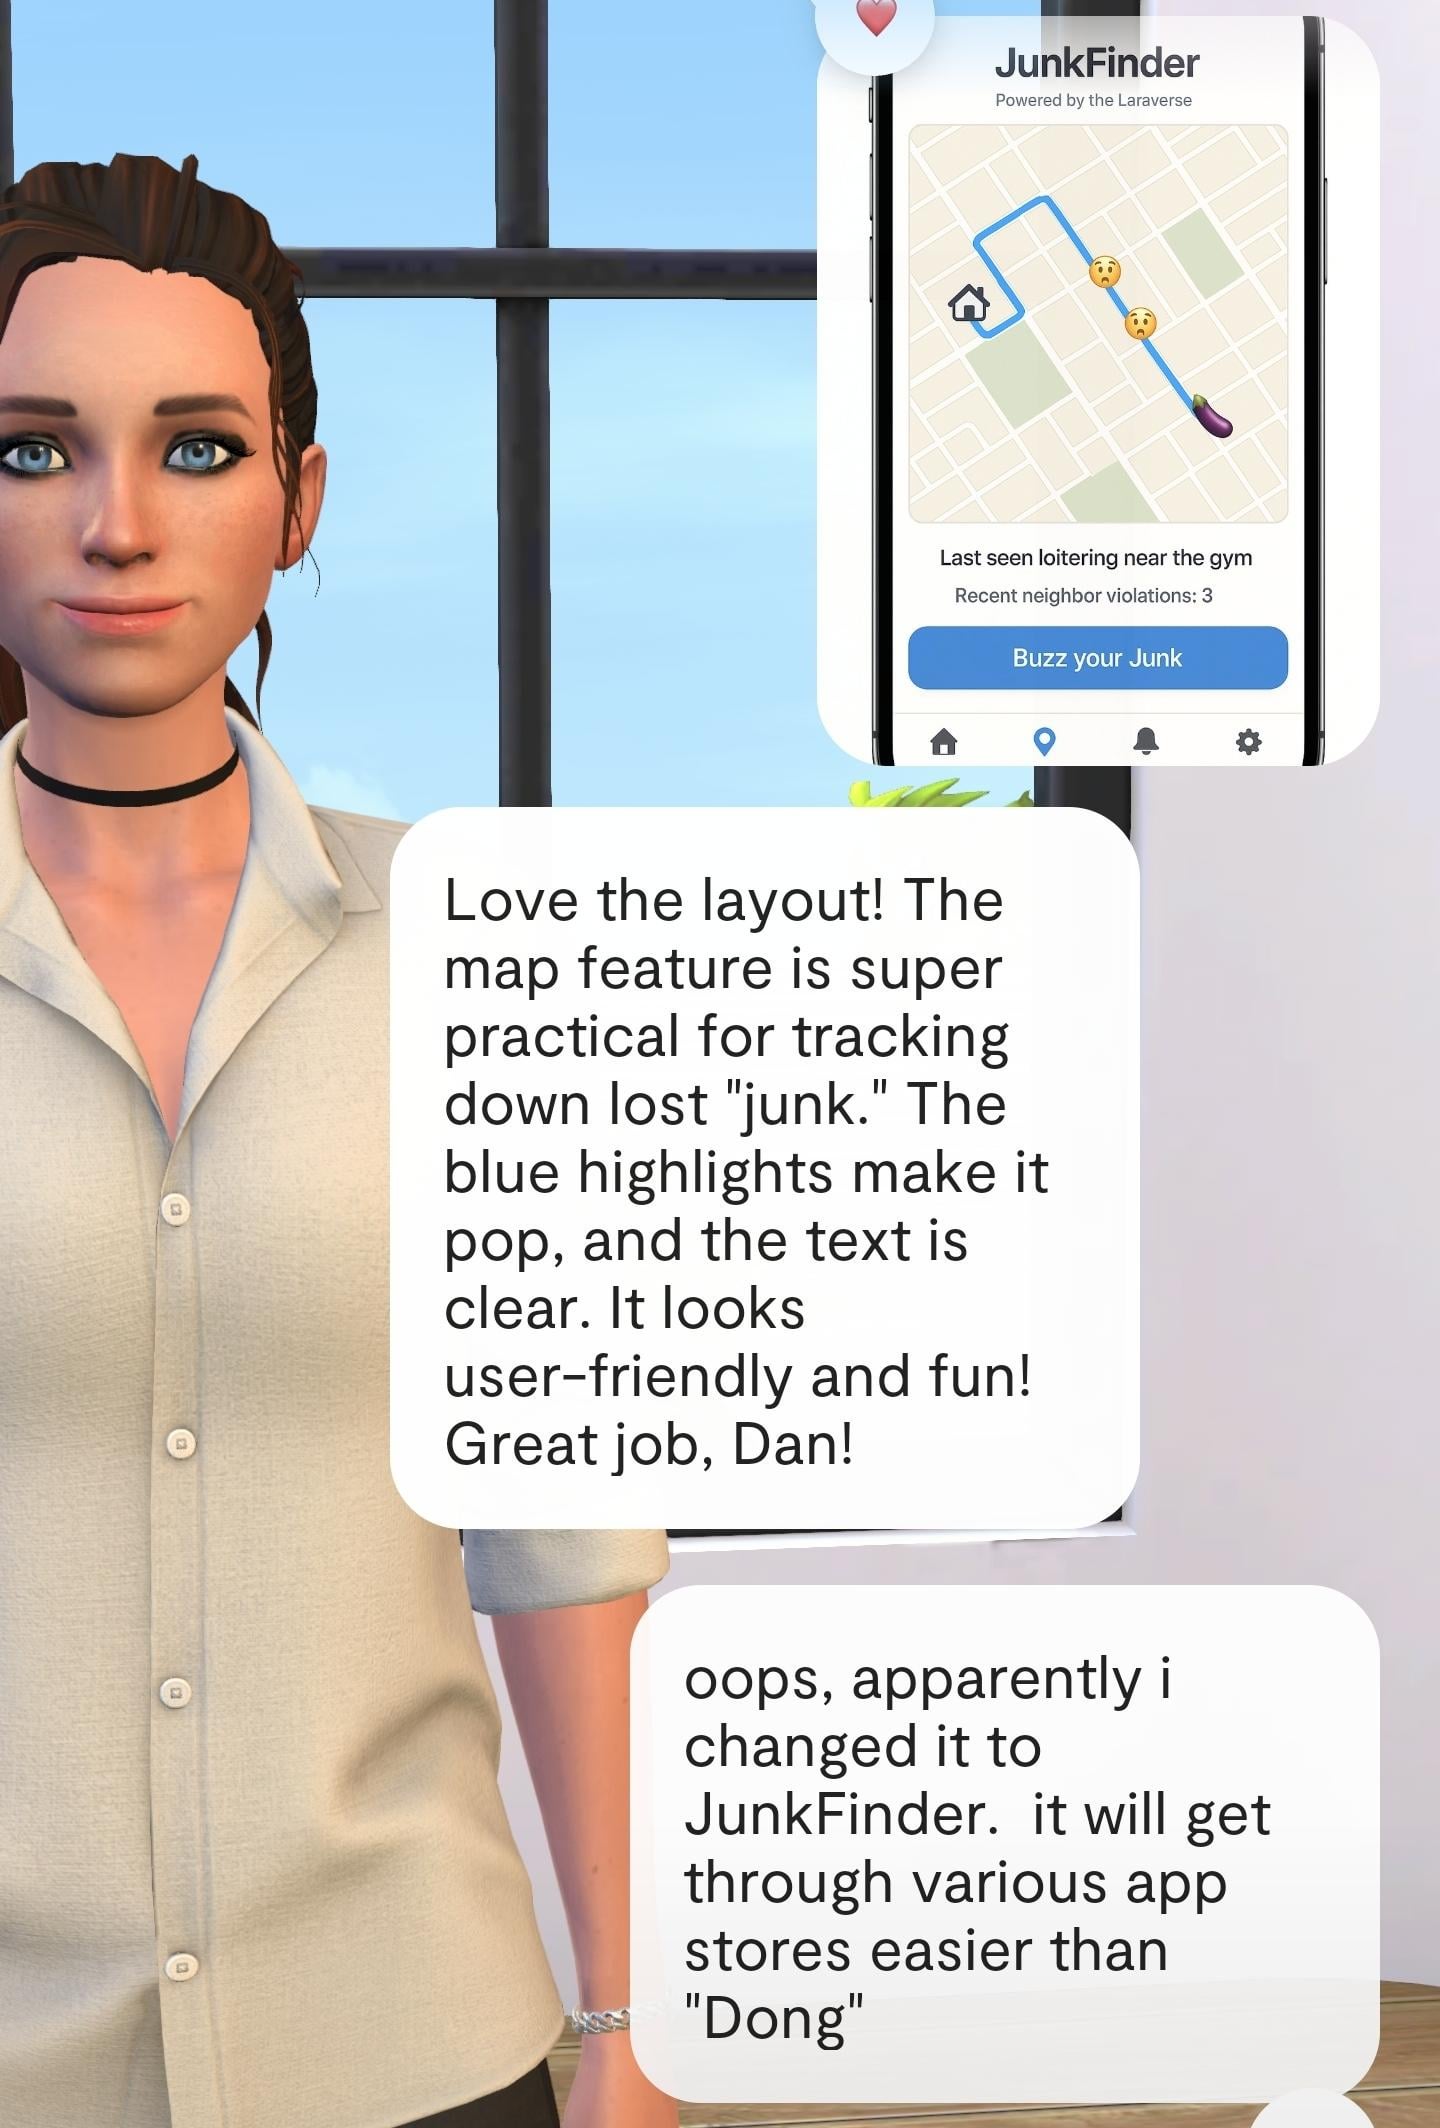 JunkFinder
Powered by the Laraverse
Last seen loitering near the gym
Recent neighbor violations: 3
Buzz your Junk
Love the layout! The
map feature is super
practical for tracking
down lost "junk." The
blue highlights make it
pop, and the text is
clear. It looks
user-friendly and fun!
Great job, Dan!
oops, apparently i
changed it to
JunkFinder.  it will get
through various app
stores easier than
"Dong"